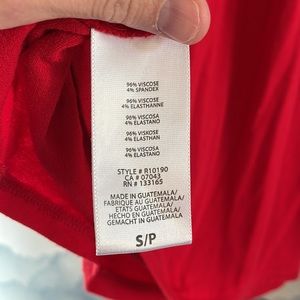 96% VISCOSE
4% SPANDEX
96% VISCOSE
4% ELASTHANNE
96% VISCOSA
4% ELASTANO
96% VISKOSE
4% ELASTHAN
96% VISCOSA
4% ELASTANO
STYLE # R10190
CA # 07043
RN # 133165
MADE IN GUATEMALA/
FABRIQUE AU GUATEMALA/
ETATS GUATEMALA/
HECHO EN GUATEMALA/
GEMACHT IN GUATEMALA
S/P